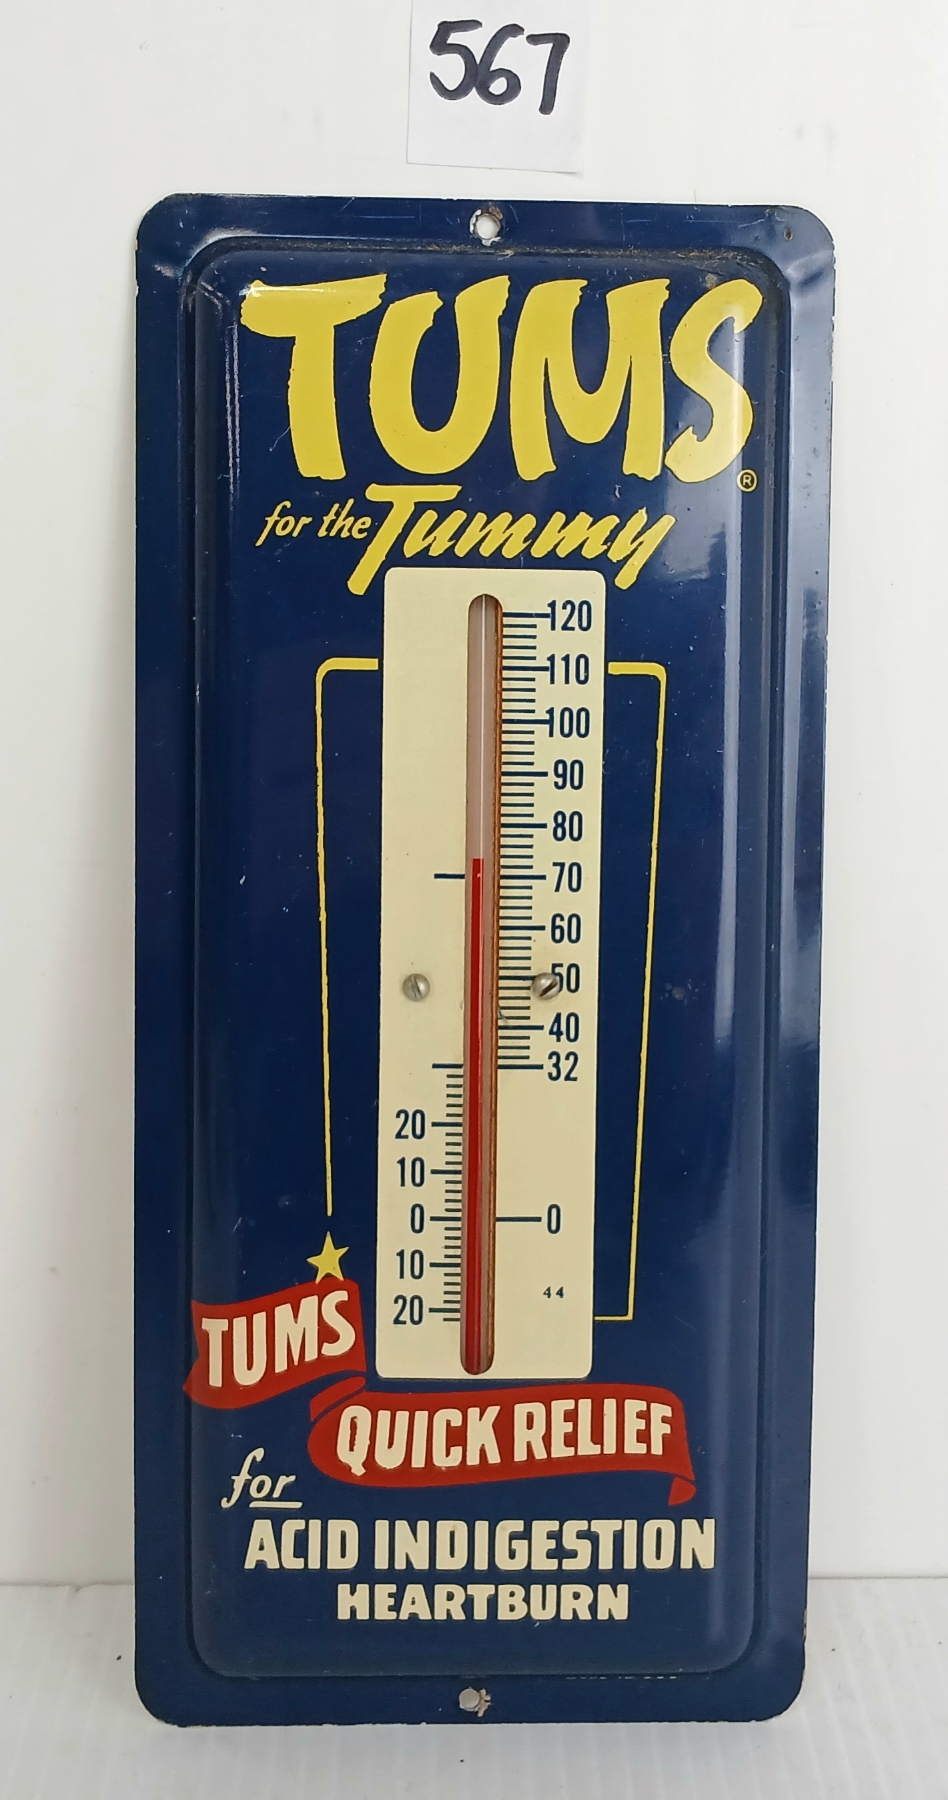 567
TUMS®
for the Tummy
120
110
100
90
80
70
60
50
40
32
20
10
0 0
10
44
20
TUMS
QUICK RELIEF
for
ACID INDIGESTION
HEARTBURN